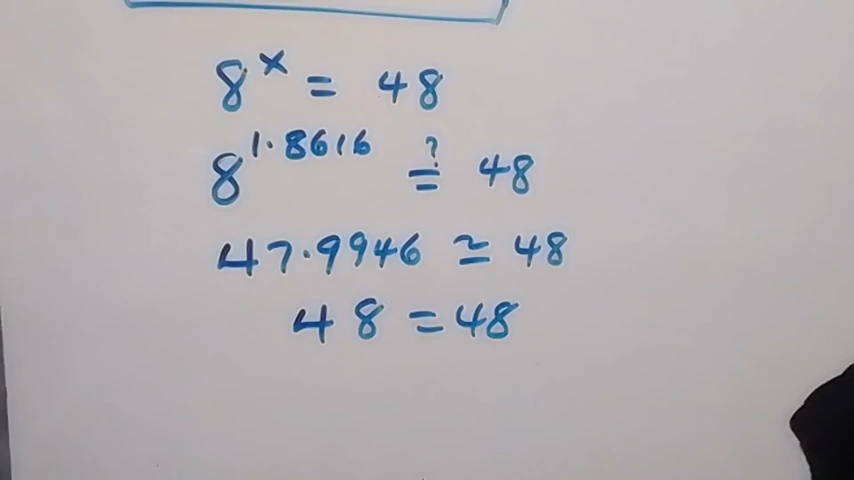 8^x = 48
8^1.8616 ≟ 48
47.9946 ≃ 48
48 = 48